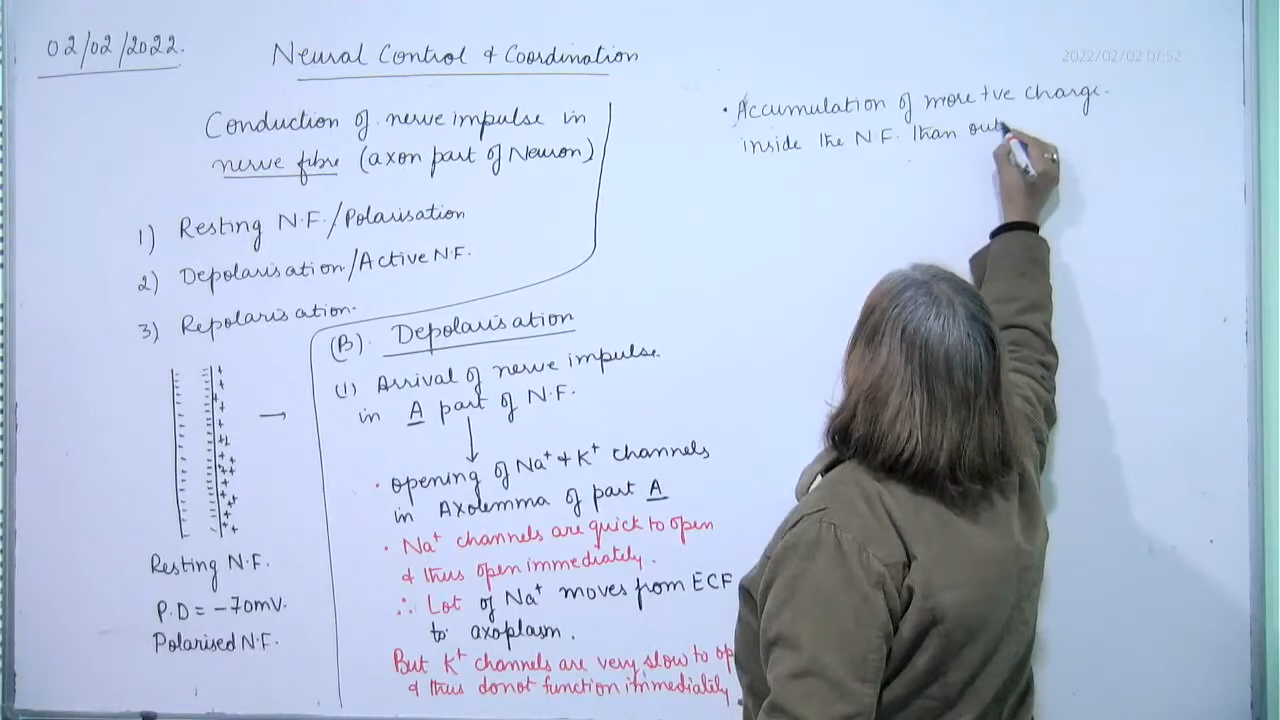 02/02/2022.
Neural Control & Coordination
2022/02/02 07:52
Conduction of nerve impulse in
nerve fibre (axon part of Neuron)
1) Resting N.F./Polarisation
2) Depolarisation/Active N.F.
3) Repolarisation.
Resting N.F.
P.D = -70mV.
Polarised N.F.
(B). Depolarisation
(1) Arrival of nerve impulse
in A part of N.F.
• opening of Na+ & K+ channels
in Axolemma of part A
• Na+ channels are quick to open
& thus open immediately.
∴ Lot of Na+ moves from ECF
to axoplasm.
But K+ channels are very slow to op
& thus donot function immediately.
• Accumulation of more +ve charge.
inside the N.F. than out